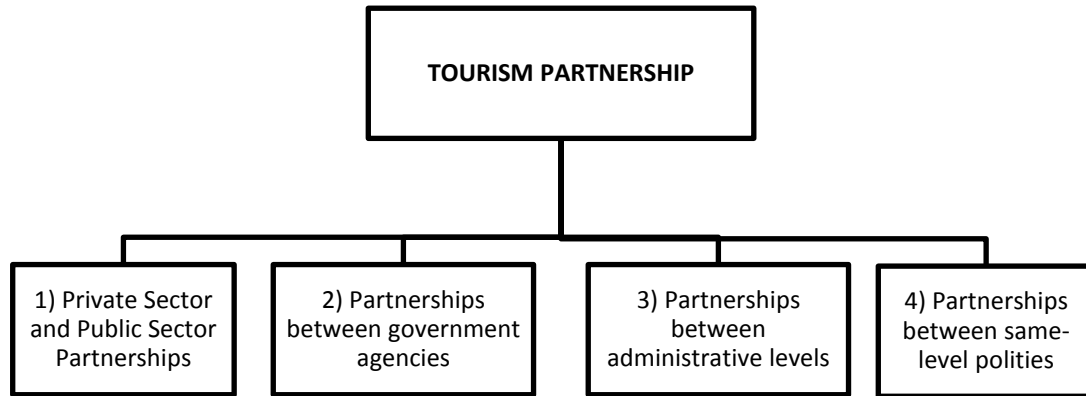 TOURISM PARTNERSHIP
1) Private Sector
and Public Sector
Partnerships
2) Partnerships
between government
agencies
3) Partnerships
between
administrative levels
4) Partnerships
between same-
level polities